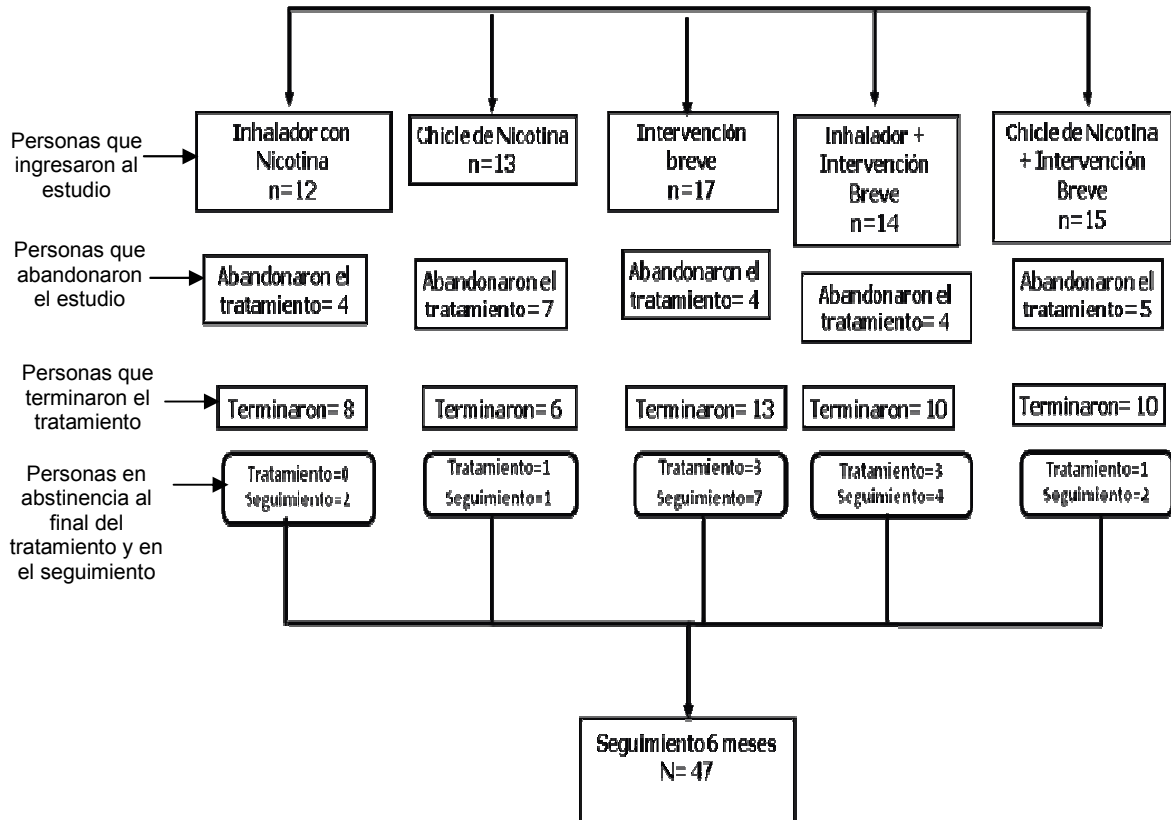 Personas que
ingresaron al
estudio
Inhalador con
Nicotina
n=12
Chicle de Nicotina
n=13
Intervención
breve
n=17
Inhalador +
Intervención
Breve
n=14
Chicle de Nicotina
+ Intervención
Breve
n=15
Personas que
abandonaron
el estudio
Abandonaron el
tratamiento= 4
Abandonaron el
tratamiento= 7
Abandonaron el
tratamiento= 4
Abandonaron el
tratamiento= 4
Abandonaron el
tratamiento= 5
Personas que
terminaron el
tratamiento
Terminaron= 8
Terminaron= 6
Terminaron= 13
Terminaron= 10
Terminaron= 10
Personas en
abstinencia al
final del
tratamiento y en
el seguimiento
Tratamiento=0
Seguimiento=2
Tratamiento=1
Seguimiento=1
Tratamiento=3
Seguimiento=7
Tratamiento=3
Seguimiento=4
Tratamiento=1
Seguimiento=2
Seguimiento 6 meses
N= 47